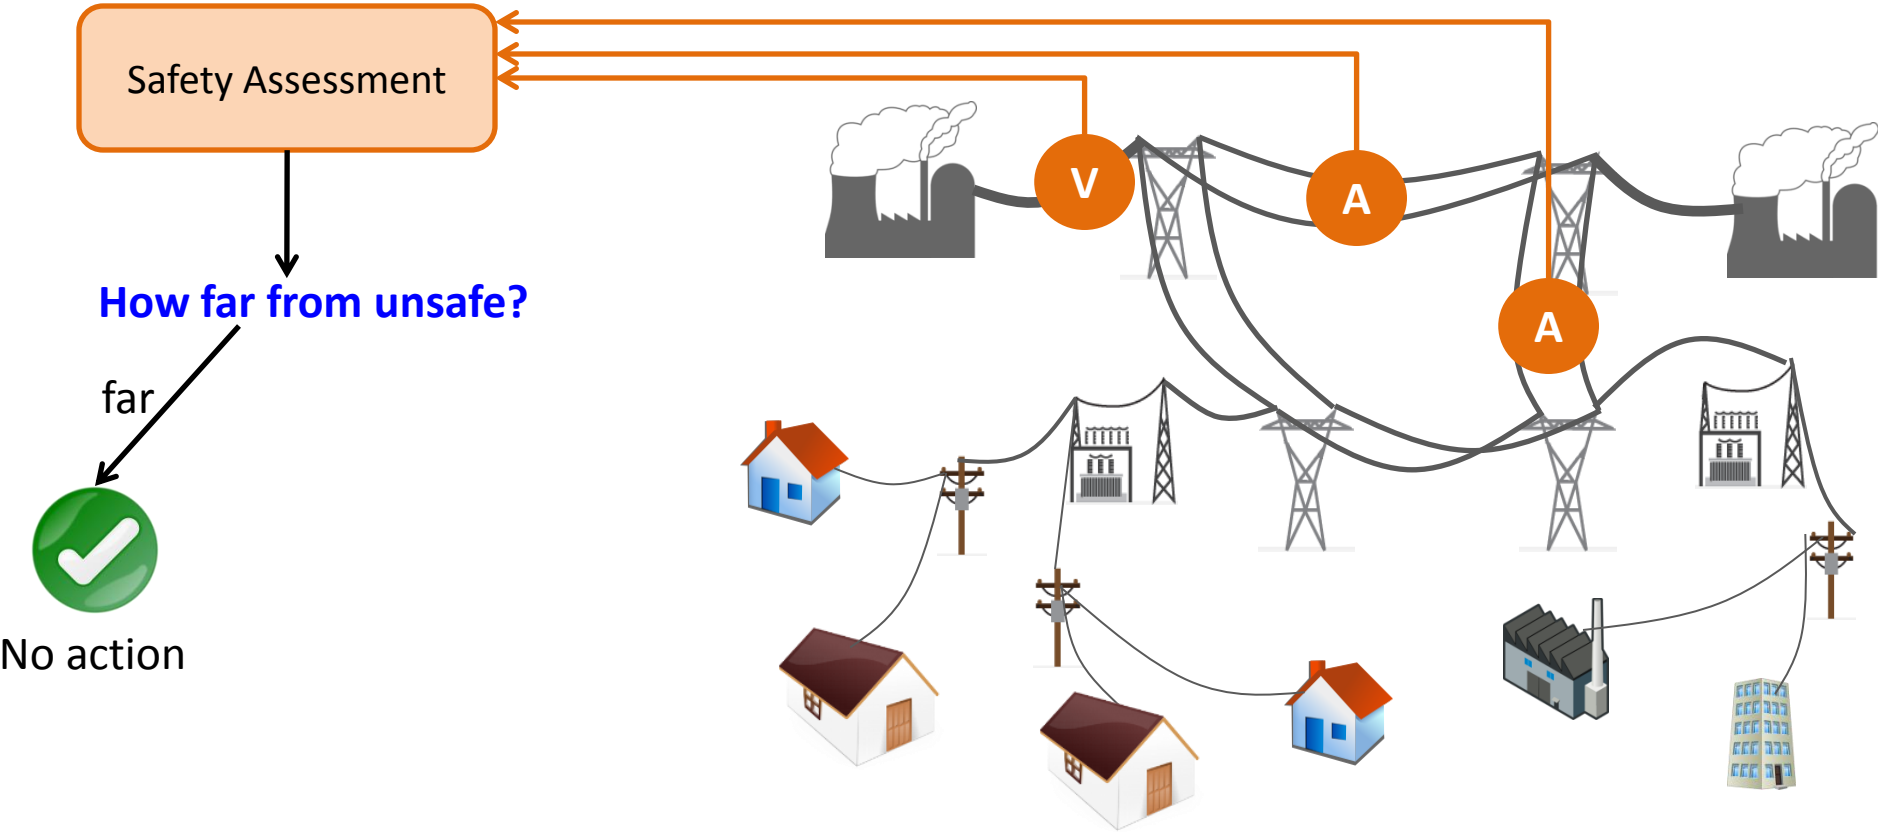 Safety Assessment
V
A
A
How far from unsafe?
far
No action